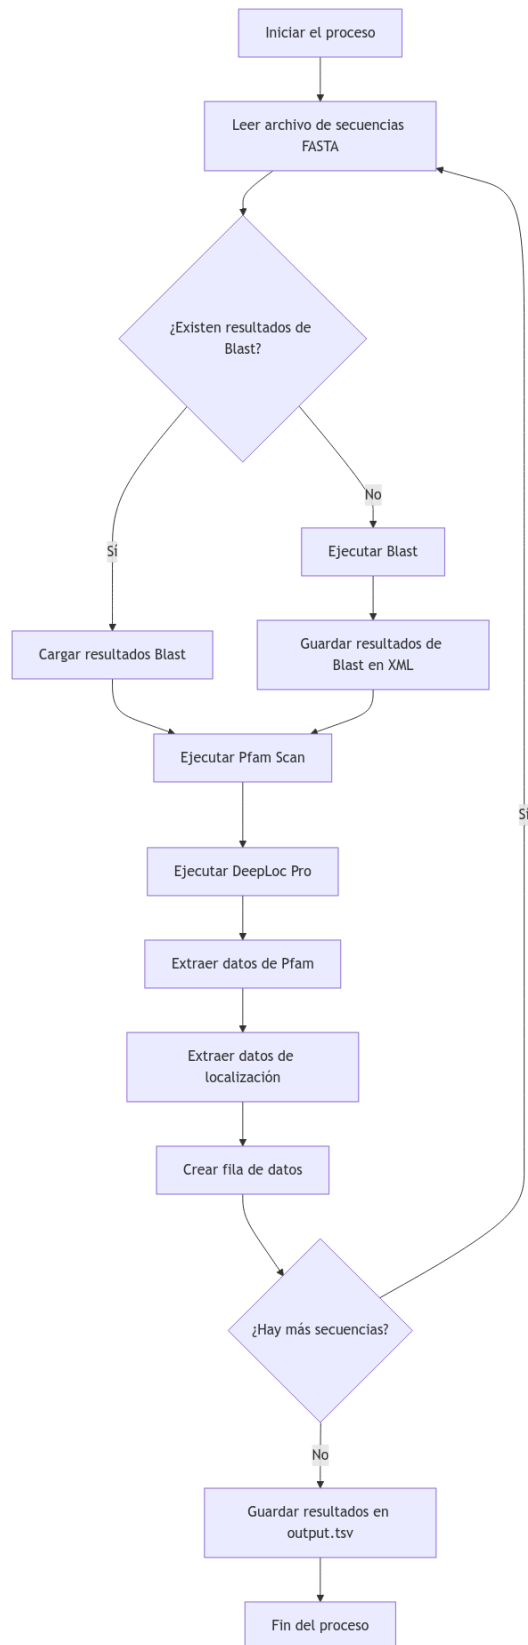 Iniciar el proceso
Leer archivo de secuencias
FASTA
¿Existen resultados de
Blast?
No
Sí
Ejecutar Blast
Cargar resultados Blast
Guardar resultados de
Blast en XML
Ejecutar Pfam Scan
Sí
Ejecutar DeepLoc Pro
Extraer datos de Pfam
Extraer datos de
localización
Crear fila de datos
¿Hay más secuencias?
No
Guardar resultados en
output.tsv
Fin del proceso